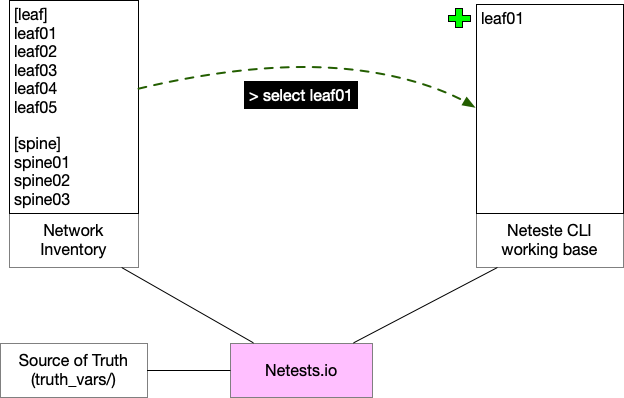 [leaf]
leaf01
leaf02
leaf03
leaf04
leaf05
[spine]
spine01
spine02
spine03
Network
Inventory
> select leaf01
leaf01
Neteste CLI
working base
Source of Truth
(truth_vars/)
Netests.io